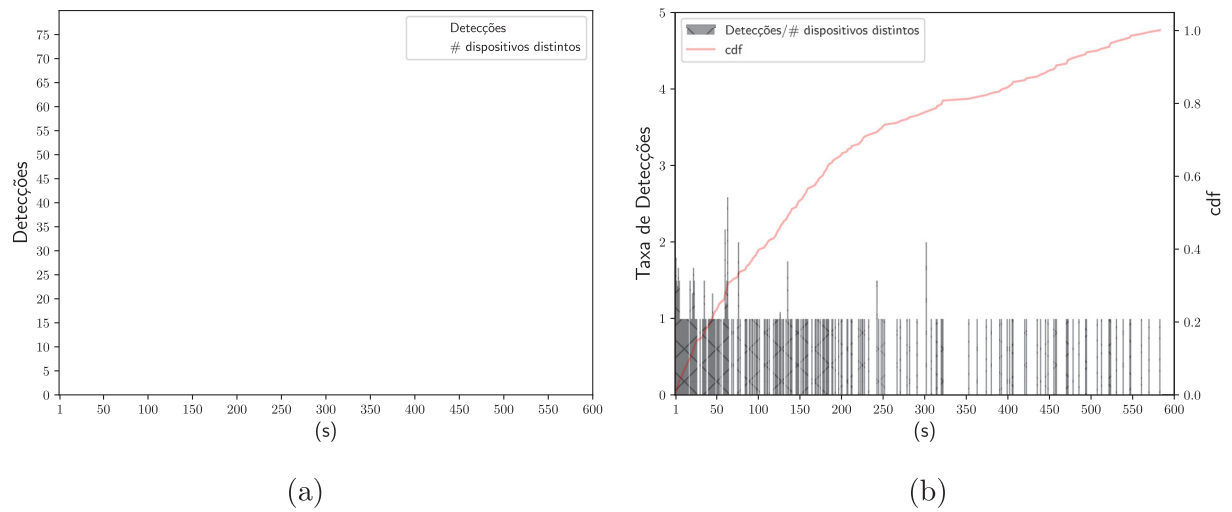 Detecções
# dispositivos distintos
75
70
65
60
55
50
45
40
35
30
25
20
15
10
5
0
Detecções
1 50 100 150 200 250 300 350 400 450 500 550 600
(s)
(a)
Detecções/# dispositivos distintos
cdf
5
4
3
2
1
0
Taxa de Detecções
1.0
0.8
0.6
0.4
0.2
0.0
cdf
1 50 100 150 200 250 300 350 400 450 500 550 600
(s)
(b)